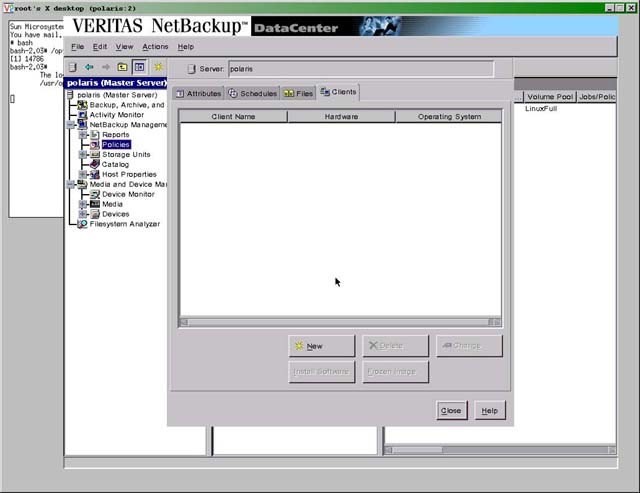 root's X desktop (polaris:2)
Sun Microsystem
You have mail.
# bash
bash-2.03# /op
[1] 14786
bash-2.03#
The lo
/usr/o
VERITAS NetBackup™ DataCenter
File Edit View Actions Help
polaris (Master Server)
polaris (Master Server)
Backup, Archive, and
Activity Monitor
NetBackup Manageme
Reports
Policies
Storage Units
Catalog
Host Properties
Media and Device Man
Device Monitor
Media
Devices
Filesystem Analyzer
Server: polaris
Attributes Schedules Files Clients
Client Name Hardware Operating System
New Delete Change
Install Software Frozen Image
Close Help
Volume Pool Jobs/Polic
LinuxFull